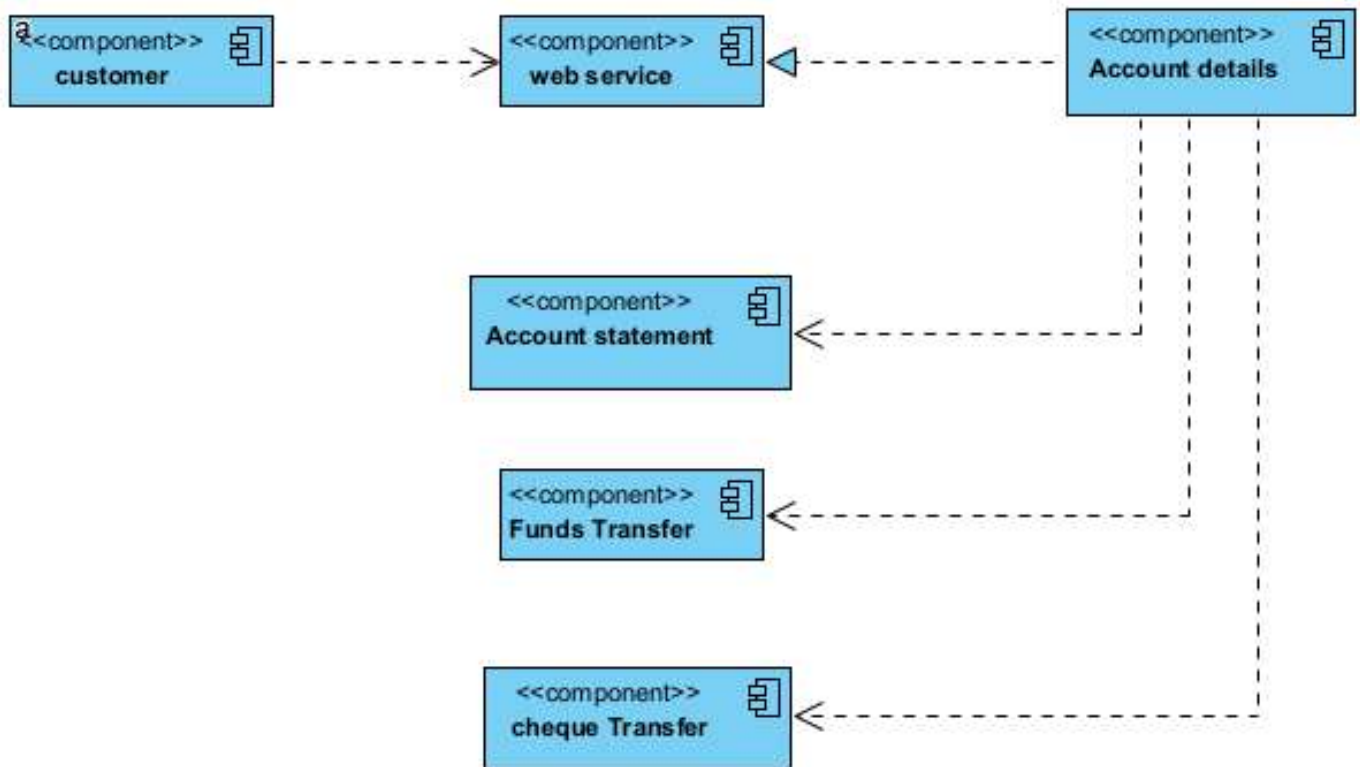 a
<<component>>
customer
<<component>>
web service
<<component>>
Account details
<<component>>
Account statement
<<component>>
Funds Transfer
<<component>>
cheque Transfer